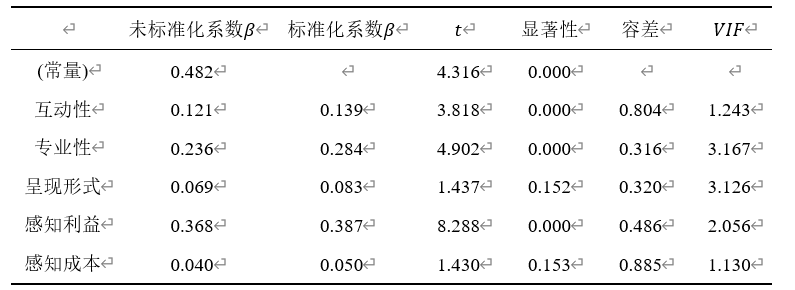 未标准化系数β 标准化系数β t 显著性 容差 VIF
(常量) 0.482 4.316 0.000
互动性 0.121 0.139 3.818 0.000 0.804 1.243
专业性 0.236 0.284 4.902 0.000 0.316 3.167
呈现形式 0.069 0.083 1.437 0.152 0.320 3.126
感知利益 0.368 0.387 8.288 0.000 0.486 2.056
感知成本 0.040 0.050 1.430 0.153 0.885 1.130